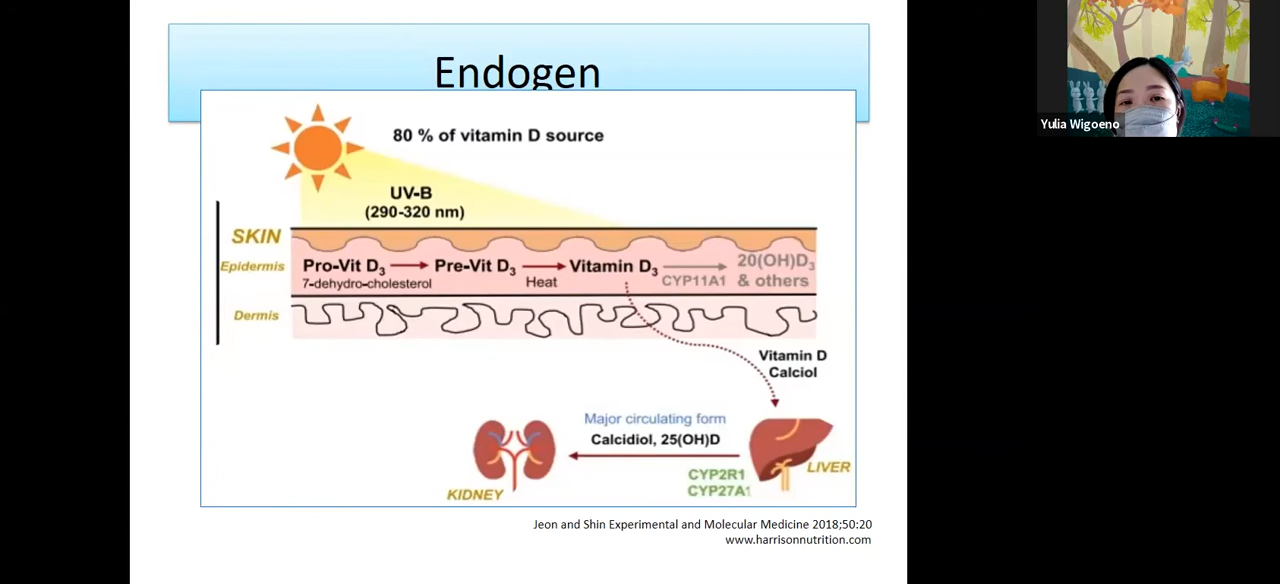 Endogen
80 % of vitamin D source
UV-B
(290-320 nm)
SKIN
Epidermis
Pro-Vit D₃
Pre-Vit D₃
Vitamin D₃
20(OH)D₃
7-dehydro-cholesterol
Heat
CYP11A1
& others
Dermis
Vitamin D
Calciol
Major circulating form
Calcidiol, 25(OH)D
LIVER
CYP2R1
CYP27A1
KIDNEY
Jeon and Shin Experimental and Molecular Medicine 2018;50:20
www.harrisonnutrition.com
Yulia Wigoeno